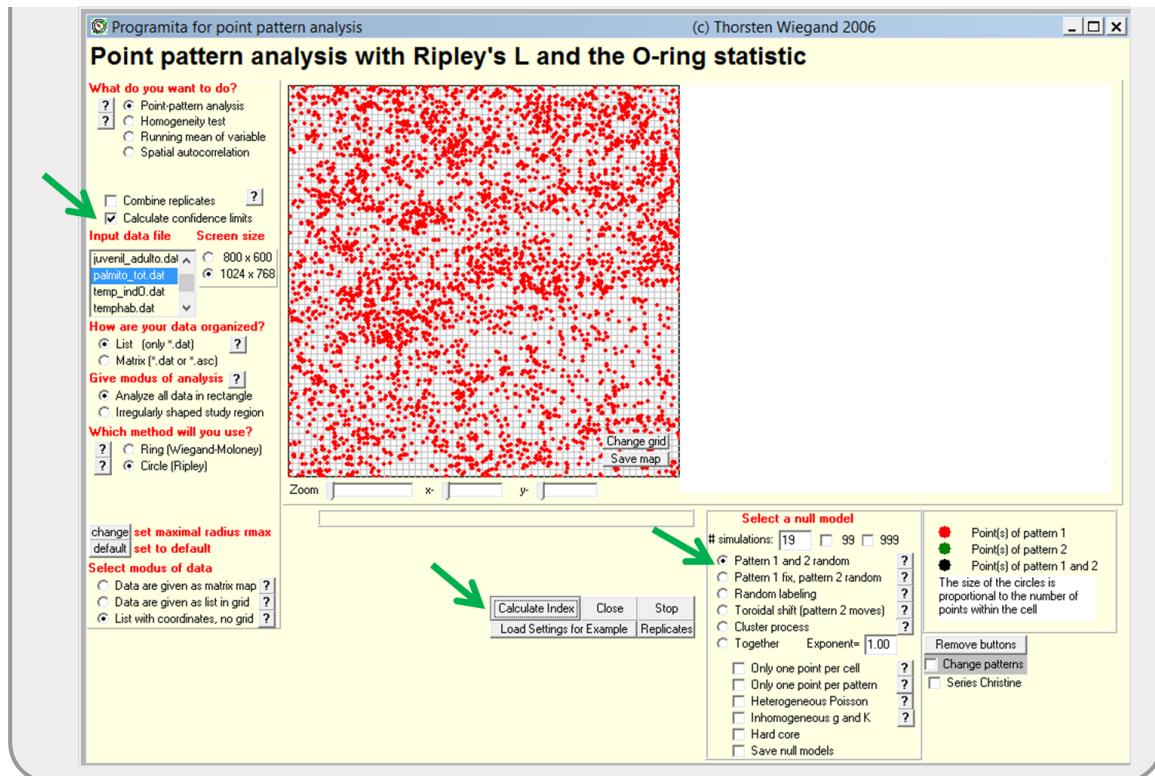 Programita for point pattern analysis (c) Thorsten Wiegand 2006
Point pattern analysis with Ripley's L and the O-ring statistic
What do you want to do?
? Point-pattern analysis
? Homogeneity test
Running mean of variable
Spatial autocorrelation
Combine replicates ?
Calculate confidence limits
Input data file Screen size
juvenil_adulto.dat 800 x 600
palmito_tot.dat 1024 x 768
temp_ind0.dat
temphab.dat
How are your data organized?
List (only *.dat) ?
Matrix (*.dat or *.asc)
Give modus of analysis ?
Analyze all data in rectangle
Irregularly shaped study region
Which method will you use?
? Ring (Wiegand-Moloney)
? Circle (Ripley)
change set maximal radius rmax
default set to default
Select modus of data
Data are given as matrix map ?
Data are given as list in grid ?
List with coordinates, no grid ?
Change grid
Save map
Zoom x- y-
Calculate Index Close Stop
Load Settings for Example Replicates
Select a null model
# simulations: 19 99 999
Pattern 1 and 2 random ?
Pattern 1 fix, pattern 2 random ?
Random labeling ?
Toroidal shift (pattern 2 moves) ?
Cluster process ?
Together Exponent= 1.00
Only one point per cell ?
Only one point per pattern ?
Heterogeneous Poisson ?
Inhomogeneous g and K ?
Hard core
Save null models
Point(s) of pattern 1
Point(s) of pattern 2
Point(s) of pattern 1 and 2
The size of the circles is
proportional to the number of
points within the cell
Remove buttons
Change patterns
Series Christine